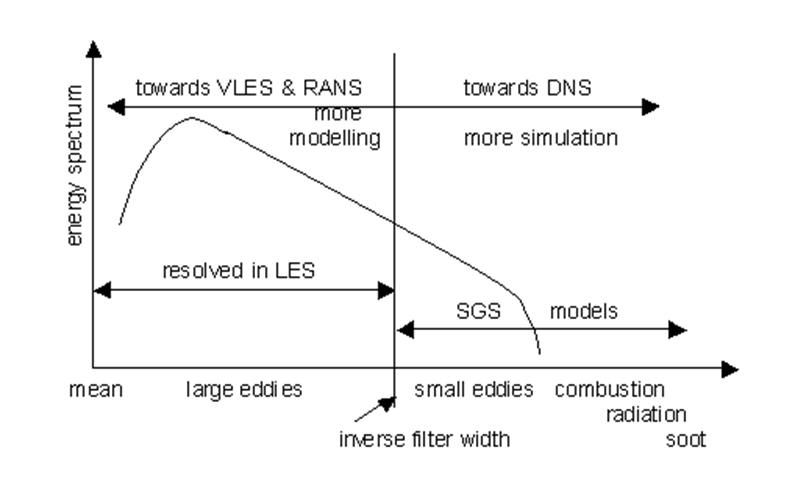 towards VLES & RANS
towards DNS
more
modelling
more simulation
energy spectrum
resolved in LES
SGS models
mean
large eddies
small eddies
combustion
radiation
soot
inverse filter width